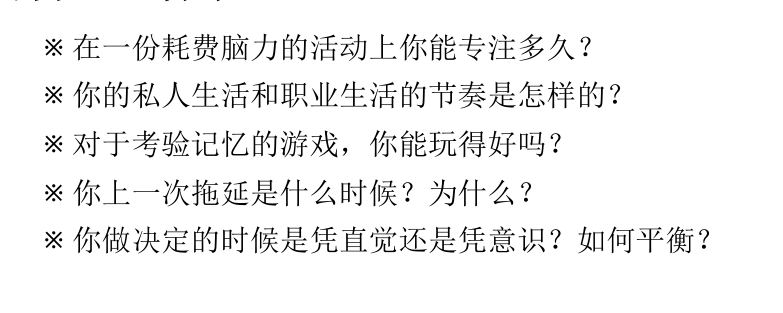 ※ 在一份耗费脑力的活动上你能专注多久？
※ 你的私人生活和职业生活的节奏是怎样的？
※ 对于考验记忆的游戏，你能玩得好吗？
※ 你上一次拖延是什么时候？为什么？
※ 你做决定的时候是凭直觉还是凭意识？如何平衡？